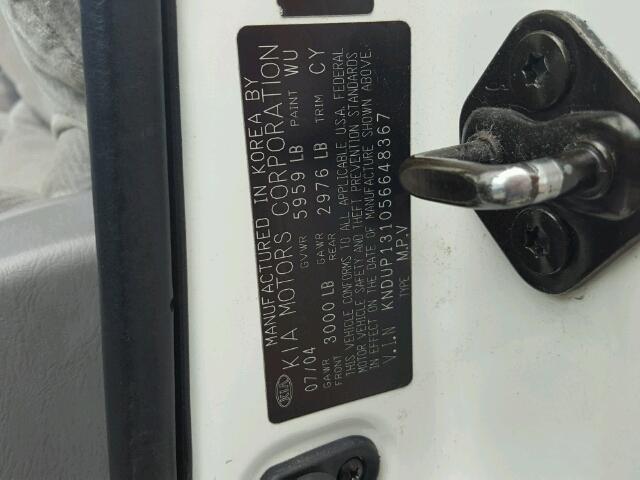 MANUFACTURED IN KOREA BY
KIA KIA MOTORS CORPORATION
07/04 GVWR 5959 LB PAINT WU
GAWR FRONT 3000 LB GAWR REAR 2976 LB TRIM CY
THIS VEHICLE CONFORMS TO ALL APPLICABLE U.S.A. FEDERAL
MOTOR VEHICLE SAFETY AND THEFT PREVENTION STANDARDS
IN EFFECT ON THE DATE OF MANUFACTURE SHOWN ABOVE.
V.I.N KNDUP131056648367
TYPE M.P.V